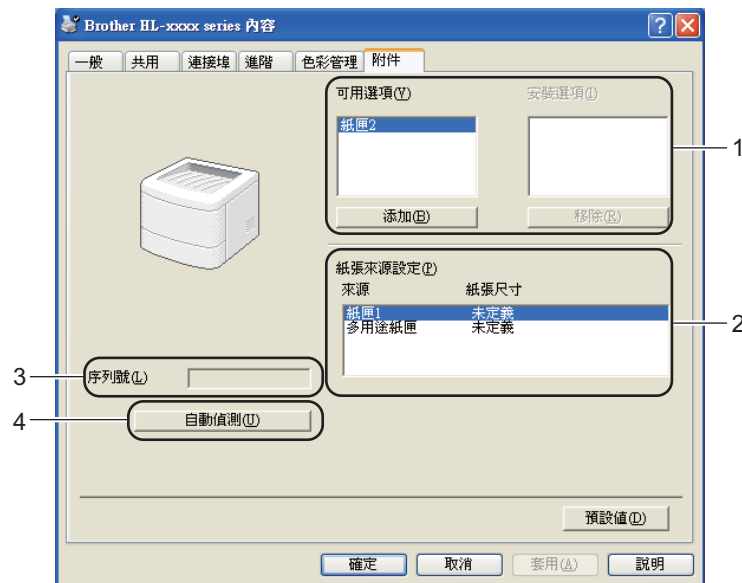 Brother HL-xxxx series 內容
一般 共用 連接埠 進階 色彩管理 附件
可用選項(Y) 安裝選項(I)
紙匣2
1
添加(B) 移除(R)
紙張來源設定(P)
來源 紙張尺寸
紙匣1 未定義
多用途紙匣 未定義
2
3 序列號(L)
4 自動偵測(U)
預設值(D)
確定 取消 套用(A) 說明